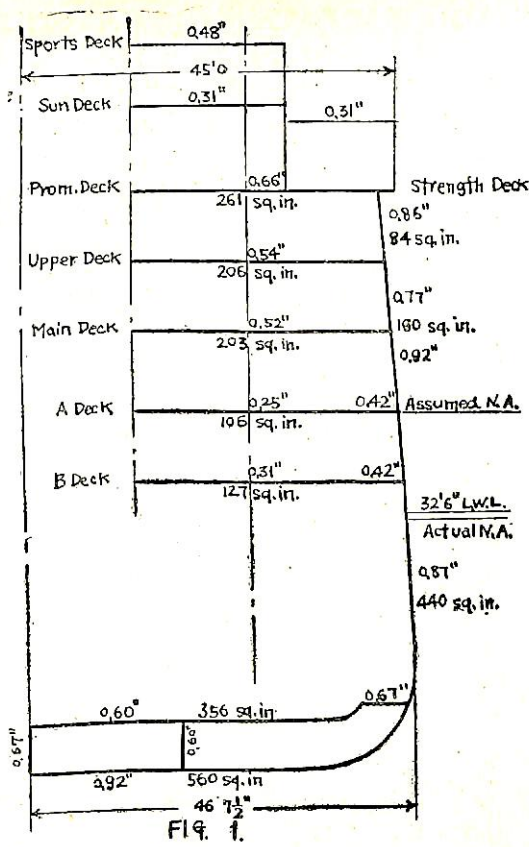 Sports Deck
0,48"
45'0
Sun Deck
0,31"
0,31"
Prom. Deck
0,66"
261 sq. in.
Strength Deck
0,86"
84 sq. in.
Upper Deck
0,54"
206 sq. in.
0,77"
Main Deck
0,52"
203 sq. in.
160 sq. in.
0,92"
A Deck
0,25"
0,42"
Assumed N.A.
106 sq. in.
B Deck
0,31"
0,42"
127 sq. in.
32'6" L.W.L.
Actual N.A.
0,87"
440 sq. in.
0,67"
0,60"
356 sq. in
0,60"
0,67"
0,92"
560 sq. in
46 7½"
FIG. 1.